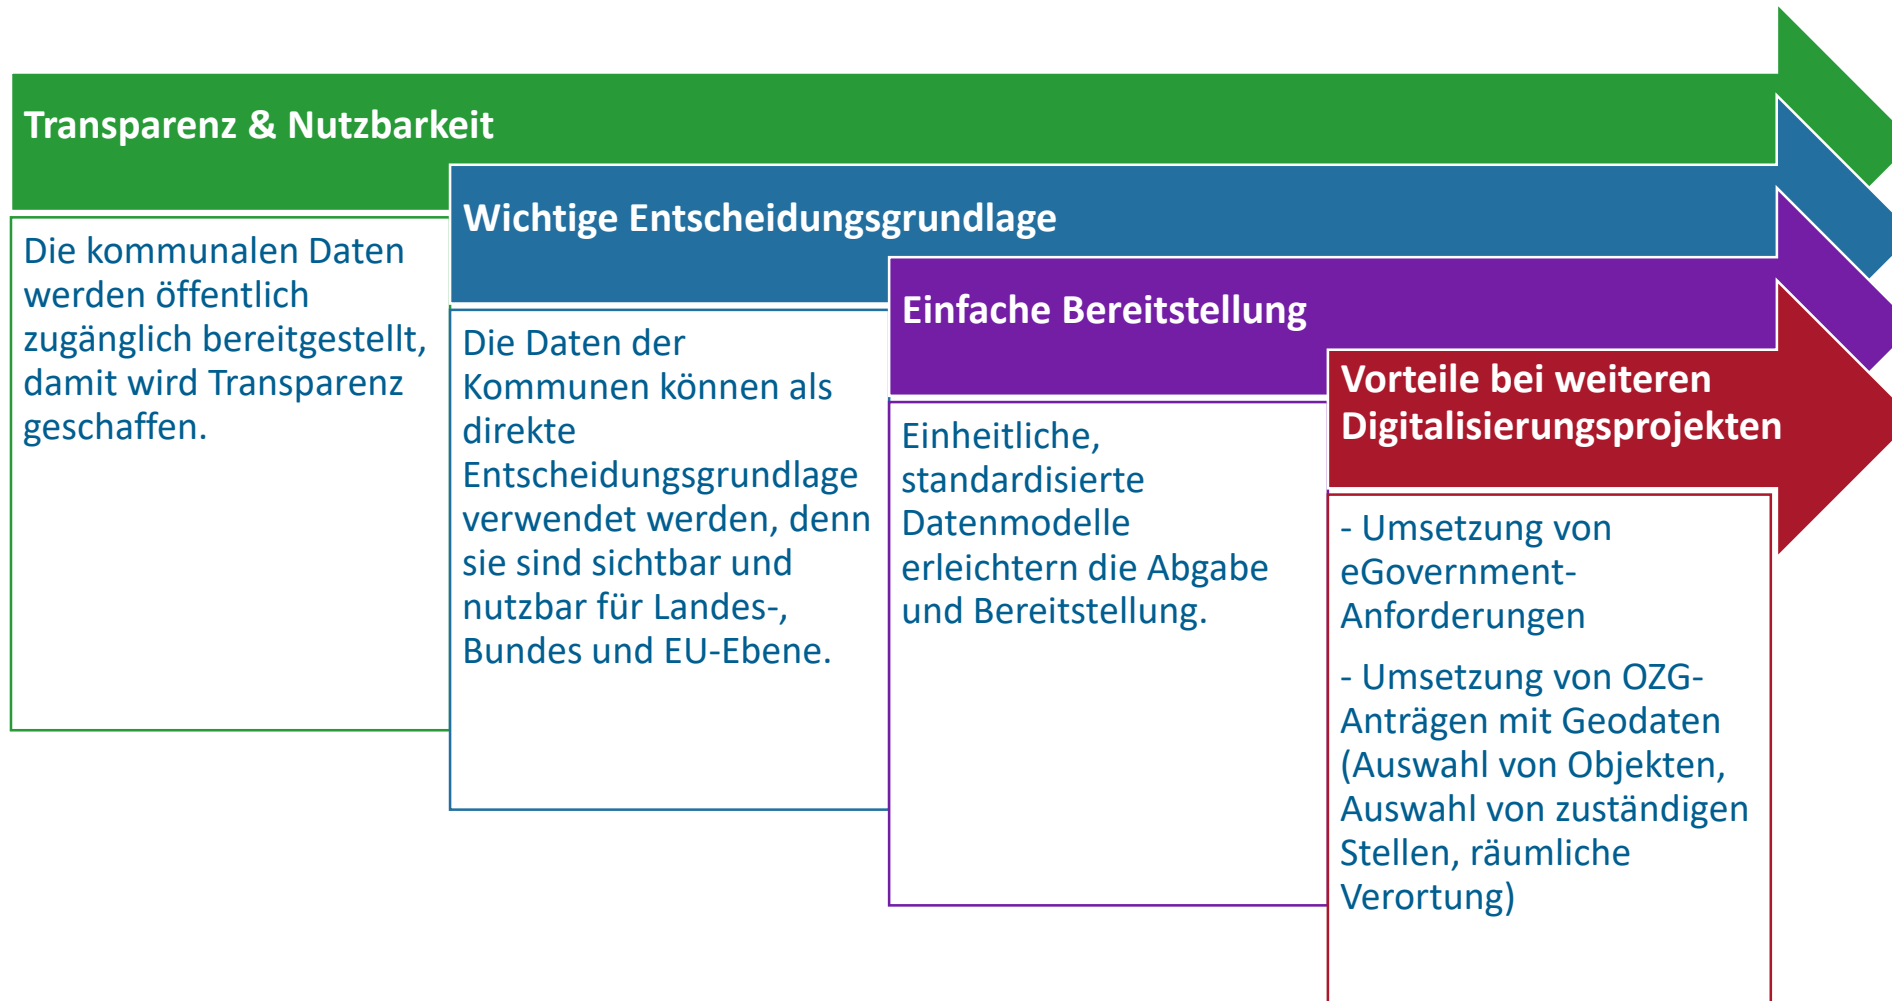 Transparenz & Nutzbarkeit
Die kommunalen Daten
werden öffentlich
zugänglich bereitgestellt,
damit wird Transparenz
geschaffen.
Wichtige Entscheidungsgrundlage
Die Daten der
Kommunen können als
direkte
Entscheidungsgrundlage
verwendet werden, denn
sie sind sichtbar und
nutzbar für Landes-,
Bundes und EU-Ebene.
Einfache Bereitstellung
Einheitliche,
standardisierte
Datenmodelle
erleichtern die Abgabe
und Bereitstellung.
Vorteile bei weiteren
Digitalisierungsprojekten
- Umsetzung von
eGovernment-
Anforderungen
- Umsetzung von OZG-
Anträgen mit Geodaten
(Auswahl von Objekten,
Auswahl von zuständigen
Stellen, räumliche
Verortung)